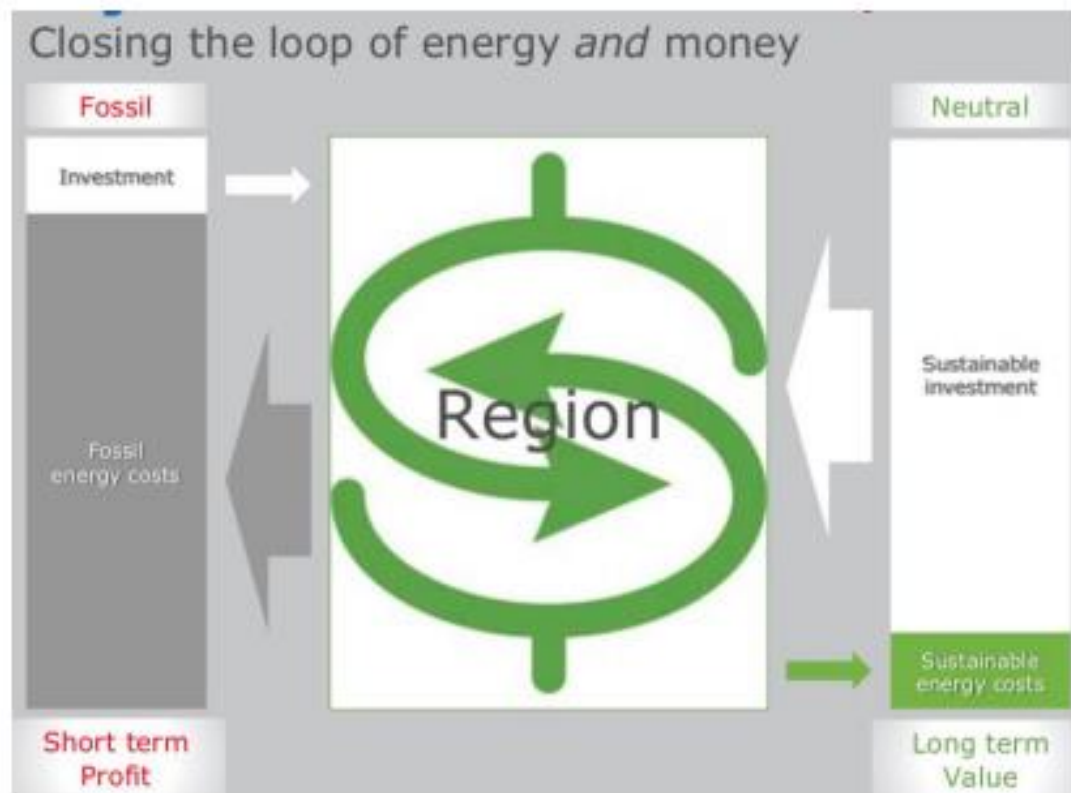 Closing the loop of energy and money
Fossil
Neutral
Investment
Sustainable
investment
Region
Fossil
energy costs
Sustainable
energy costs
Short term
Profit
Long term
Value